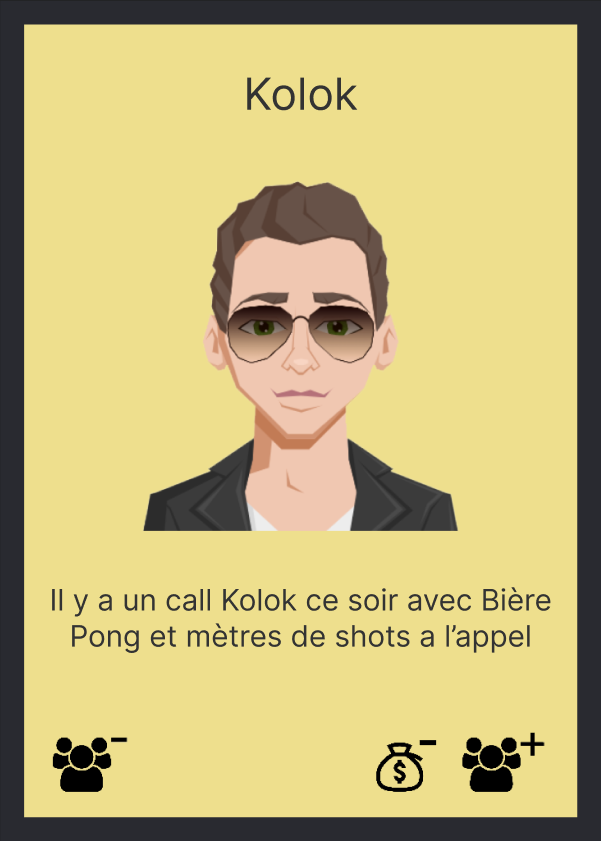 Kolok
Il y a un call Kolok ce soir avec Bière
Pong et mètres de shots a l’appel
-
$ -
+